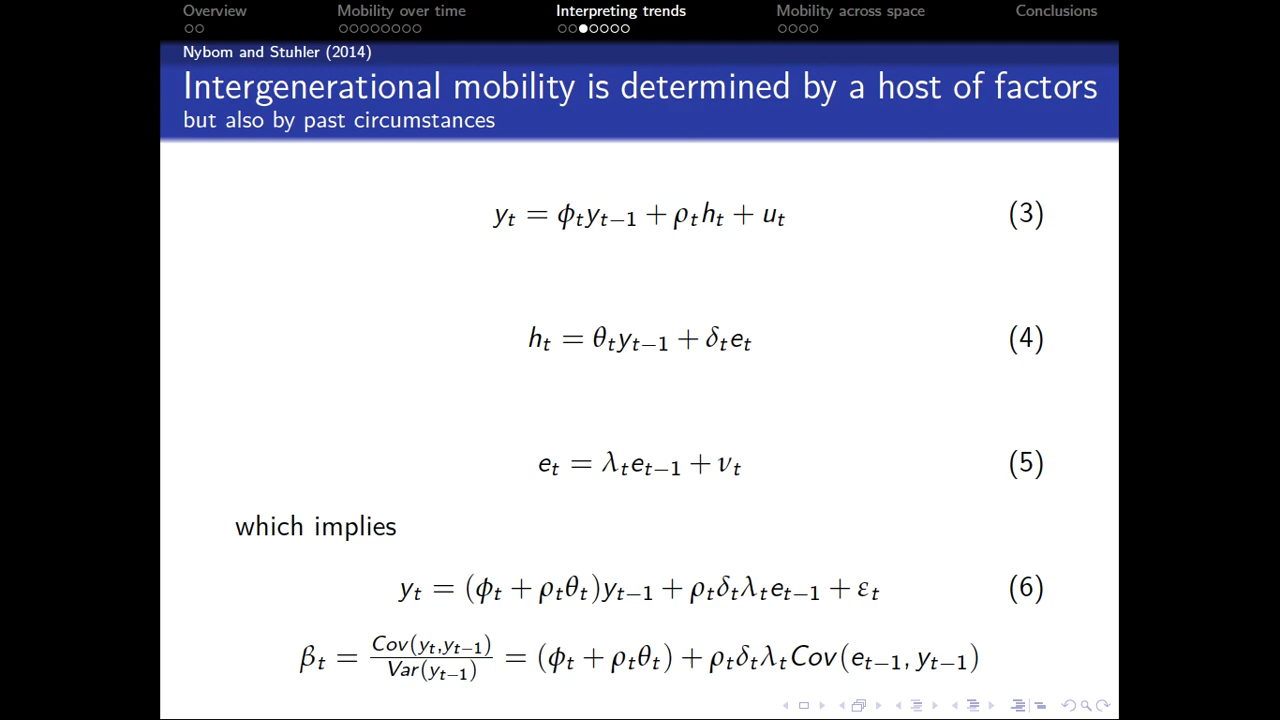 Overview Mobility over time Interpreting trends Mobility across space Conclusions
Nybom and Stuhler (2014)
Intergenerational mobility is determined by a host of factors
but also by past circumstances
y_t = ϕ_t y_{t−1} + ρ_t h_t + u_t (3)
h_t = θ_t y_{t−1} + δ_t e_t (4)
e_t = λ_t e_{t−1} + ν_t (5)
which implies
y_t = (ϕ_t + ρ_t θ_t)y_{t−1} + ρ_t δ_t λ_t e_{t−1} + ε_t (6)
β_t = Cov(y_t,y_{t−1})/Var(y_{t−1}) = (ϕ_t + ρ_t θ_t) + ρ_t δ_t λ_t Cov(e_{t−1}, y_{t−1})